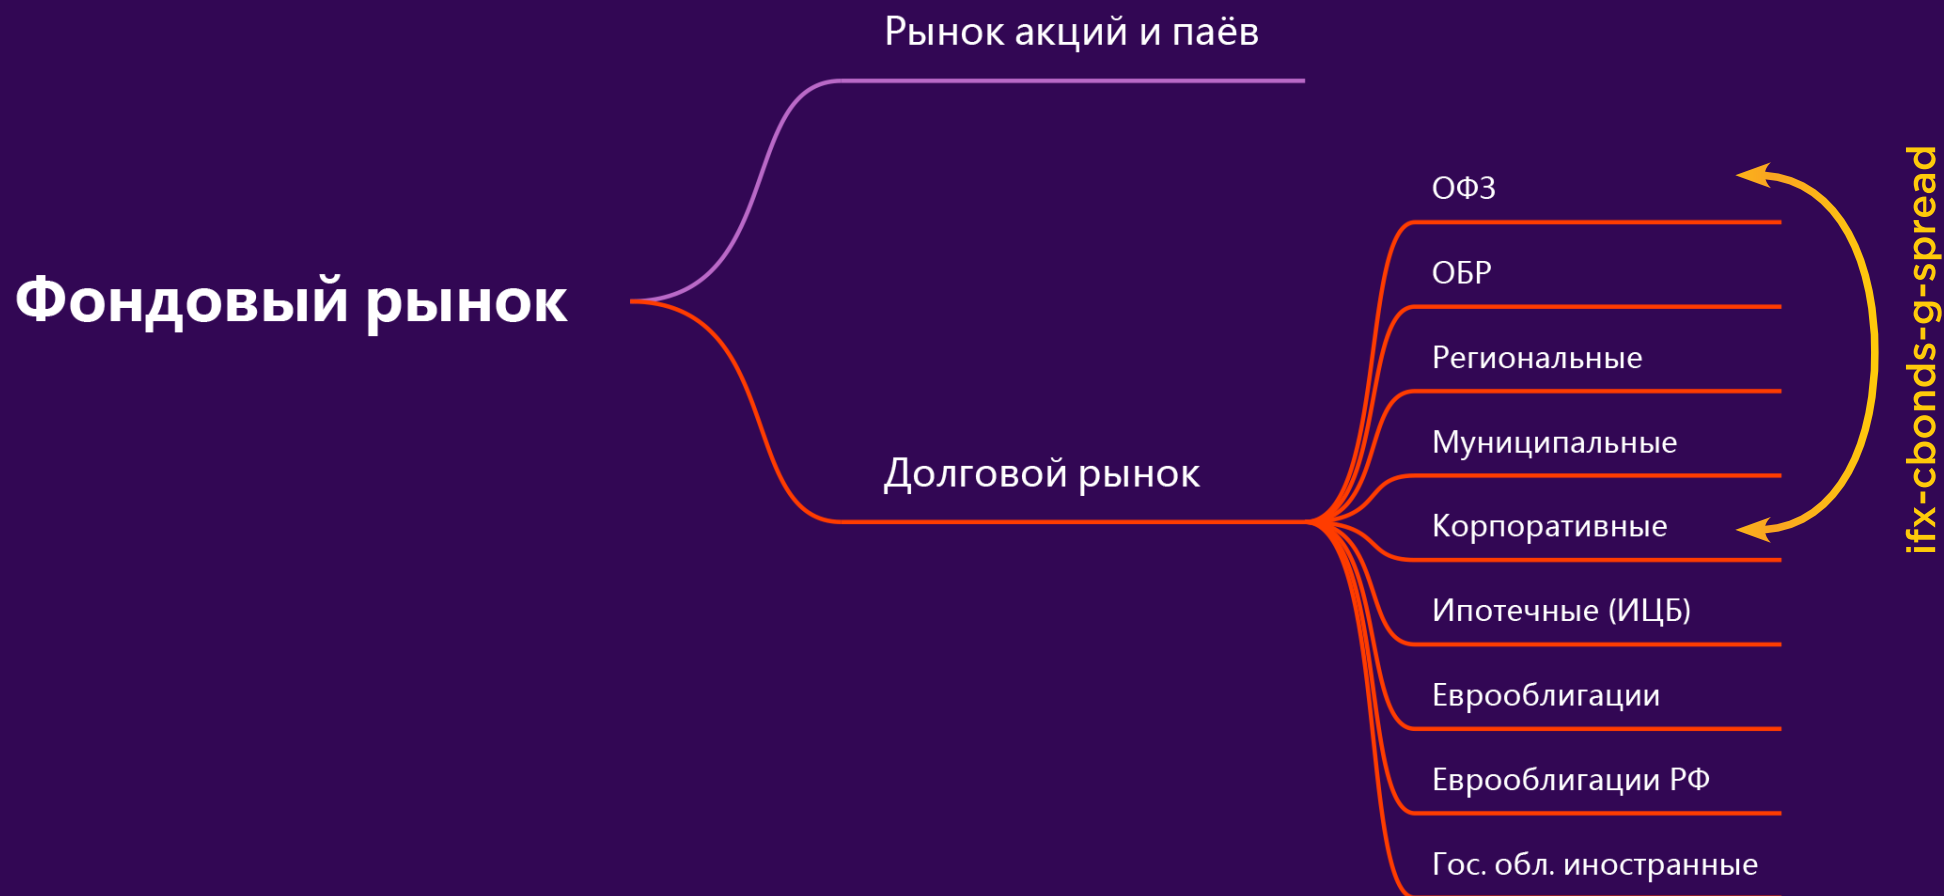 Рынок акций и паёв
Фондовый рынок
Долговой рынок
ОФЗ
ОБР
Региональные
Муниципальные
Корпоративные
Ипотечные (ИЦБ)
Еврооблигации
Еврооблигации РФ
Гос. обл. иностранные
ifx-cbonds-g-spread